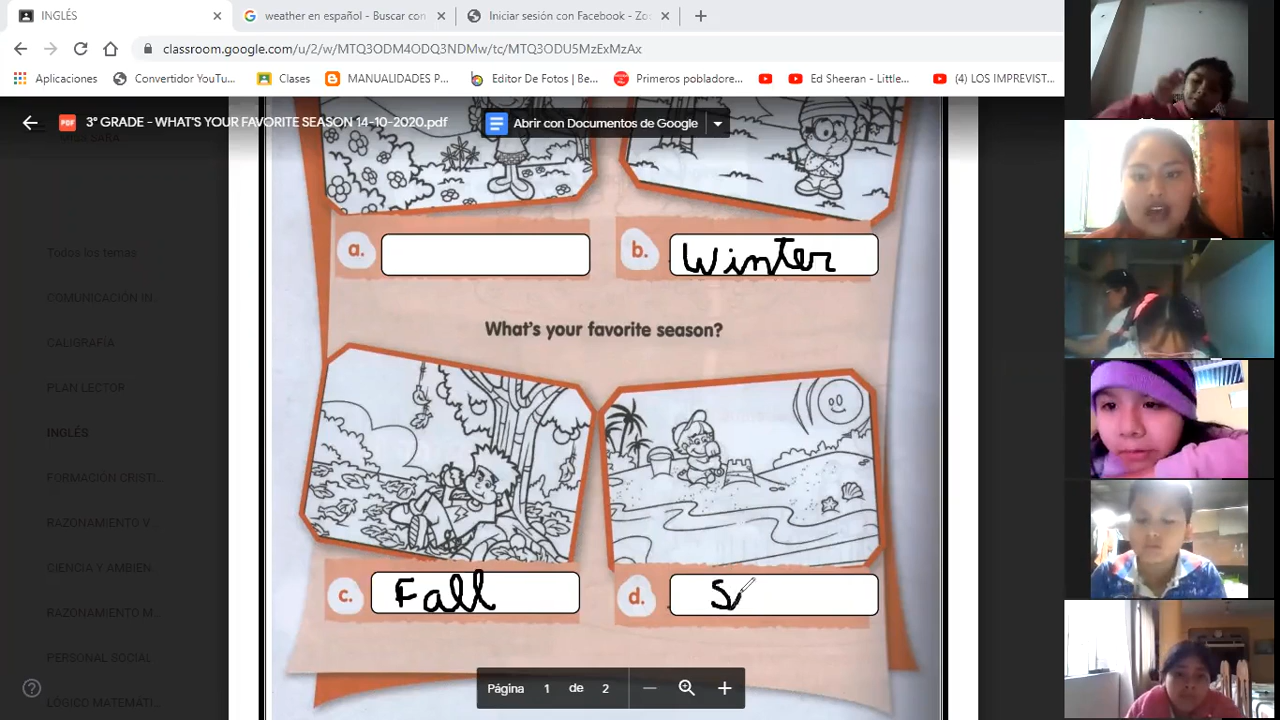 INGLÉS
weather en español - Buscar con
Iniciar sesión con Facebook - Zo
classroom.google.com/u/2/w/MTQ3ODM4ODQ3NDMw/tc/MTQ3ODU5MzExMzAx
Aplicaciones
Convertidor YouTu...
Clases
MANUALIDADES P...
Editor De Fotos | Be...
Primeros pobladore...
Ed Sheeran - Little...
(4) LOS IMPREVIST...
PDF
3° GRADE - WHAT'S YOUR FAVORITE SEASON 14-10-2020.pdf
Abrir con Documentos de Google
Todos los temas
COMUNICACIÓN IN...
CALIGRAFÍA
PLAN LECTOR
INGLÉS
FORMACIÓN CRISTI...
RAZONAMIENTO V...
CIENCIA Y AMBIEN...
RAZONAMIENTO M...
PERSONAL SOCIAL
LÓGICO MATEMÁTI...
a.
b. Winter
What's your favorite season?
c. Fall
d. S
Página 1 de 2